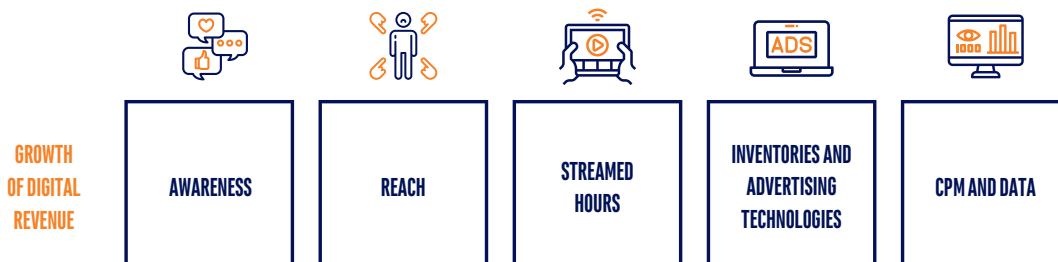 ADS
1000
GROWTH
OF DIGITAL
REVENUE
AWARENESS
REACH
STREAMED
HOURS
INVENTORIES AND
ADVERTISING
TECHNOLOGIES
CPM AND DATA